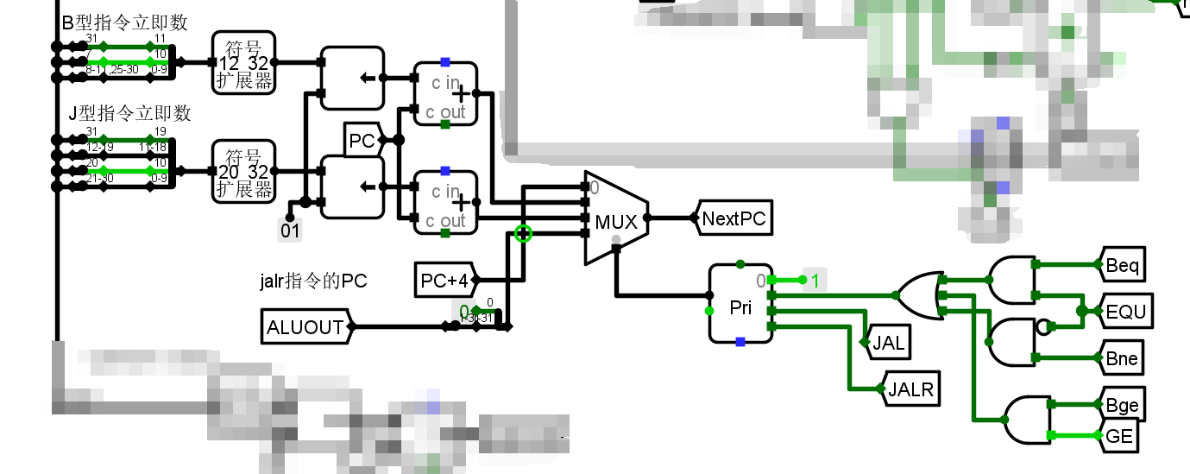 B型指令立即数
31 11
7 10
8-11,25-30 0-9
符号
12 32
扩展器
c in
+
c out
J型指令立即数
31 19
12-19 11-18
20 10
21-30 0-9
符号
20 32
扩展器
PC
c in
+
c out
01
0
MUX
NextPC
jalr指令的PC
PC+4
0 0
1-31-31
ALUOUT
0 1
Pri
JAL
JALR
Beq
EQU
Bne
Bge
GE